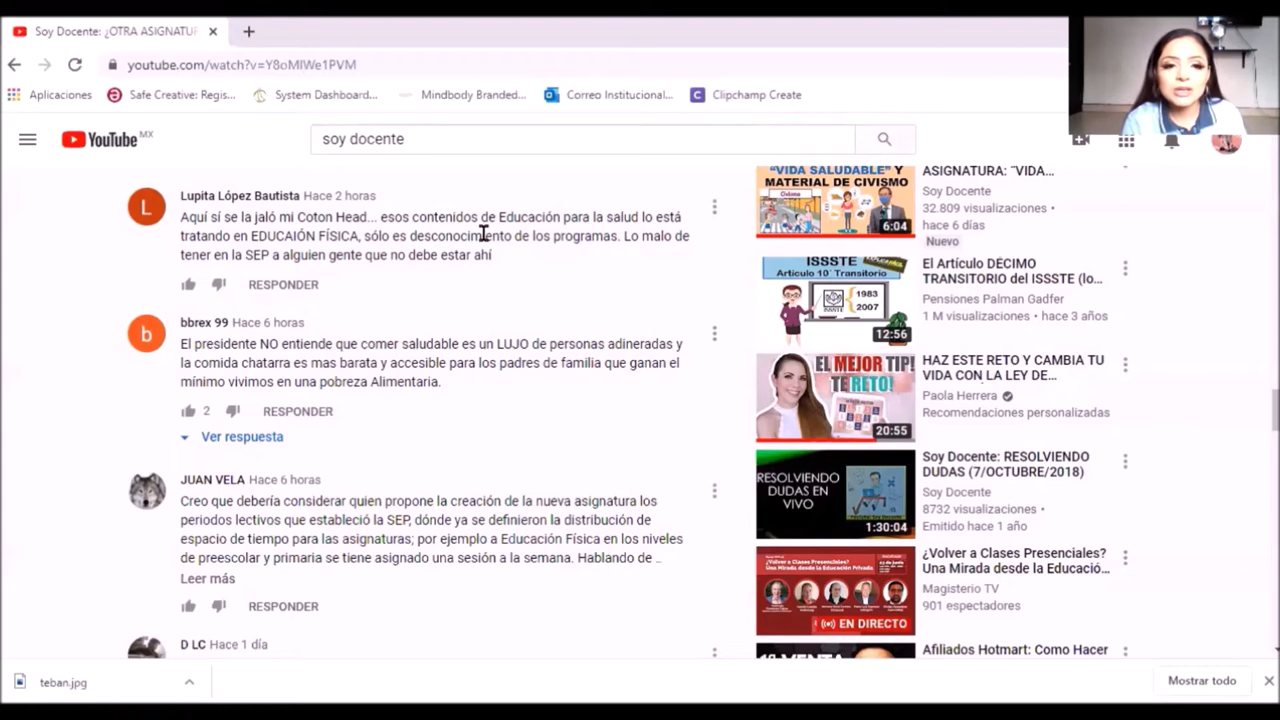 Soy Docente: ¿OTRA ASIGNATUR
youtube.com/watch?v=Y8oMIWe1PVM
Aplicaciones
Safe Creative: Regis...
System Dashboard...
Mindbody Branded...
Correo Institucional...
Clipchamp Create
YouTube MX
soy docente
Lupita López Bautista Hace 2 horas
Aquí sí se la jaló mi Coton Head... esos contenidos de Educación para la salud lo está
tratando en EDUCAIÓN FÍSICA, sólo es desconocimiento de los programas. Lo malo de
tener en la SEP a alguien gente que no debe estar ahí
RESPONDER
b
bbrex 99 Hace 6 horas
El presidente NO entiende que comer saludable es un LUJO de personas adineradas y
la comida chatarra es mas barata y accesible para los padres de familia que ganan el
mínimo vivimos en una pobreza Alimentaria.
2
RESPONDER
Ver respuesta
JUAN VELA Hace 6 horas
Creo que debería considerar quien propone la creación de la nueva asignatura los
periodos lectivos que estableció la SEP, dónde ya se definieron la distribución de
espacio de tiempo para las asignaturas; por ejemplo a Educación Física en los niveles
de preescolar y primaria se tiene asignado una sesión a la semana. Hablando de ..
Leer más
RESPONDER
D LC Hace 1 día
L
"VIDA SALUDABLE" Y
MATERIAL DE CIVISMO
6:04
ASIGNATURA: "VIDA...
Soy Docente
32.809 visualizaciones •
hace 6 días
Nuevo
ISSSTE
Artículo 10° Transitorio
1983
2007
12:56
El Artículo DÉCIMO
TRANSITORIO del ISSSTE (lo...
Pensiones Palman Gadfer
1 M visualizaciones • hace 3 años
EL MEJOR TIP!
TE RETO!
20:55
HAZ ESTE RETO Y CAMBIA TU
VIDA CON LA LEY DE...
Paola Herrera
Recomendaciones personalizadas
RESOLVIENDO
DUDAS EN
VIVO
1:30:04
Soy Docente: RESOLVIENDO
DUDAS (7/OCTUBRE/2018)
Soy Docente
8732 visualizaciones •
Emitido hace 1 año
¿Volver a Clases Presenciales?
Una Mirada desde la Educación Privada
EN DIRECTO
¿Volver a Clases Presenciales?
Una Mirada desde la Educació...
Magisterio TV
901 espectadores
Afiliados Hotmart: Como Hacer
teban.jpg
Mostrar todo